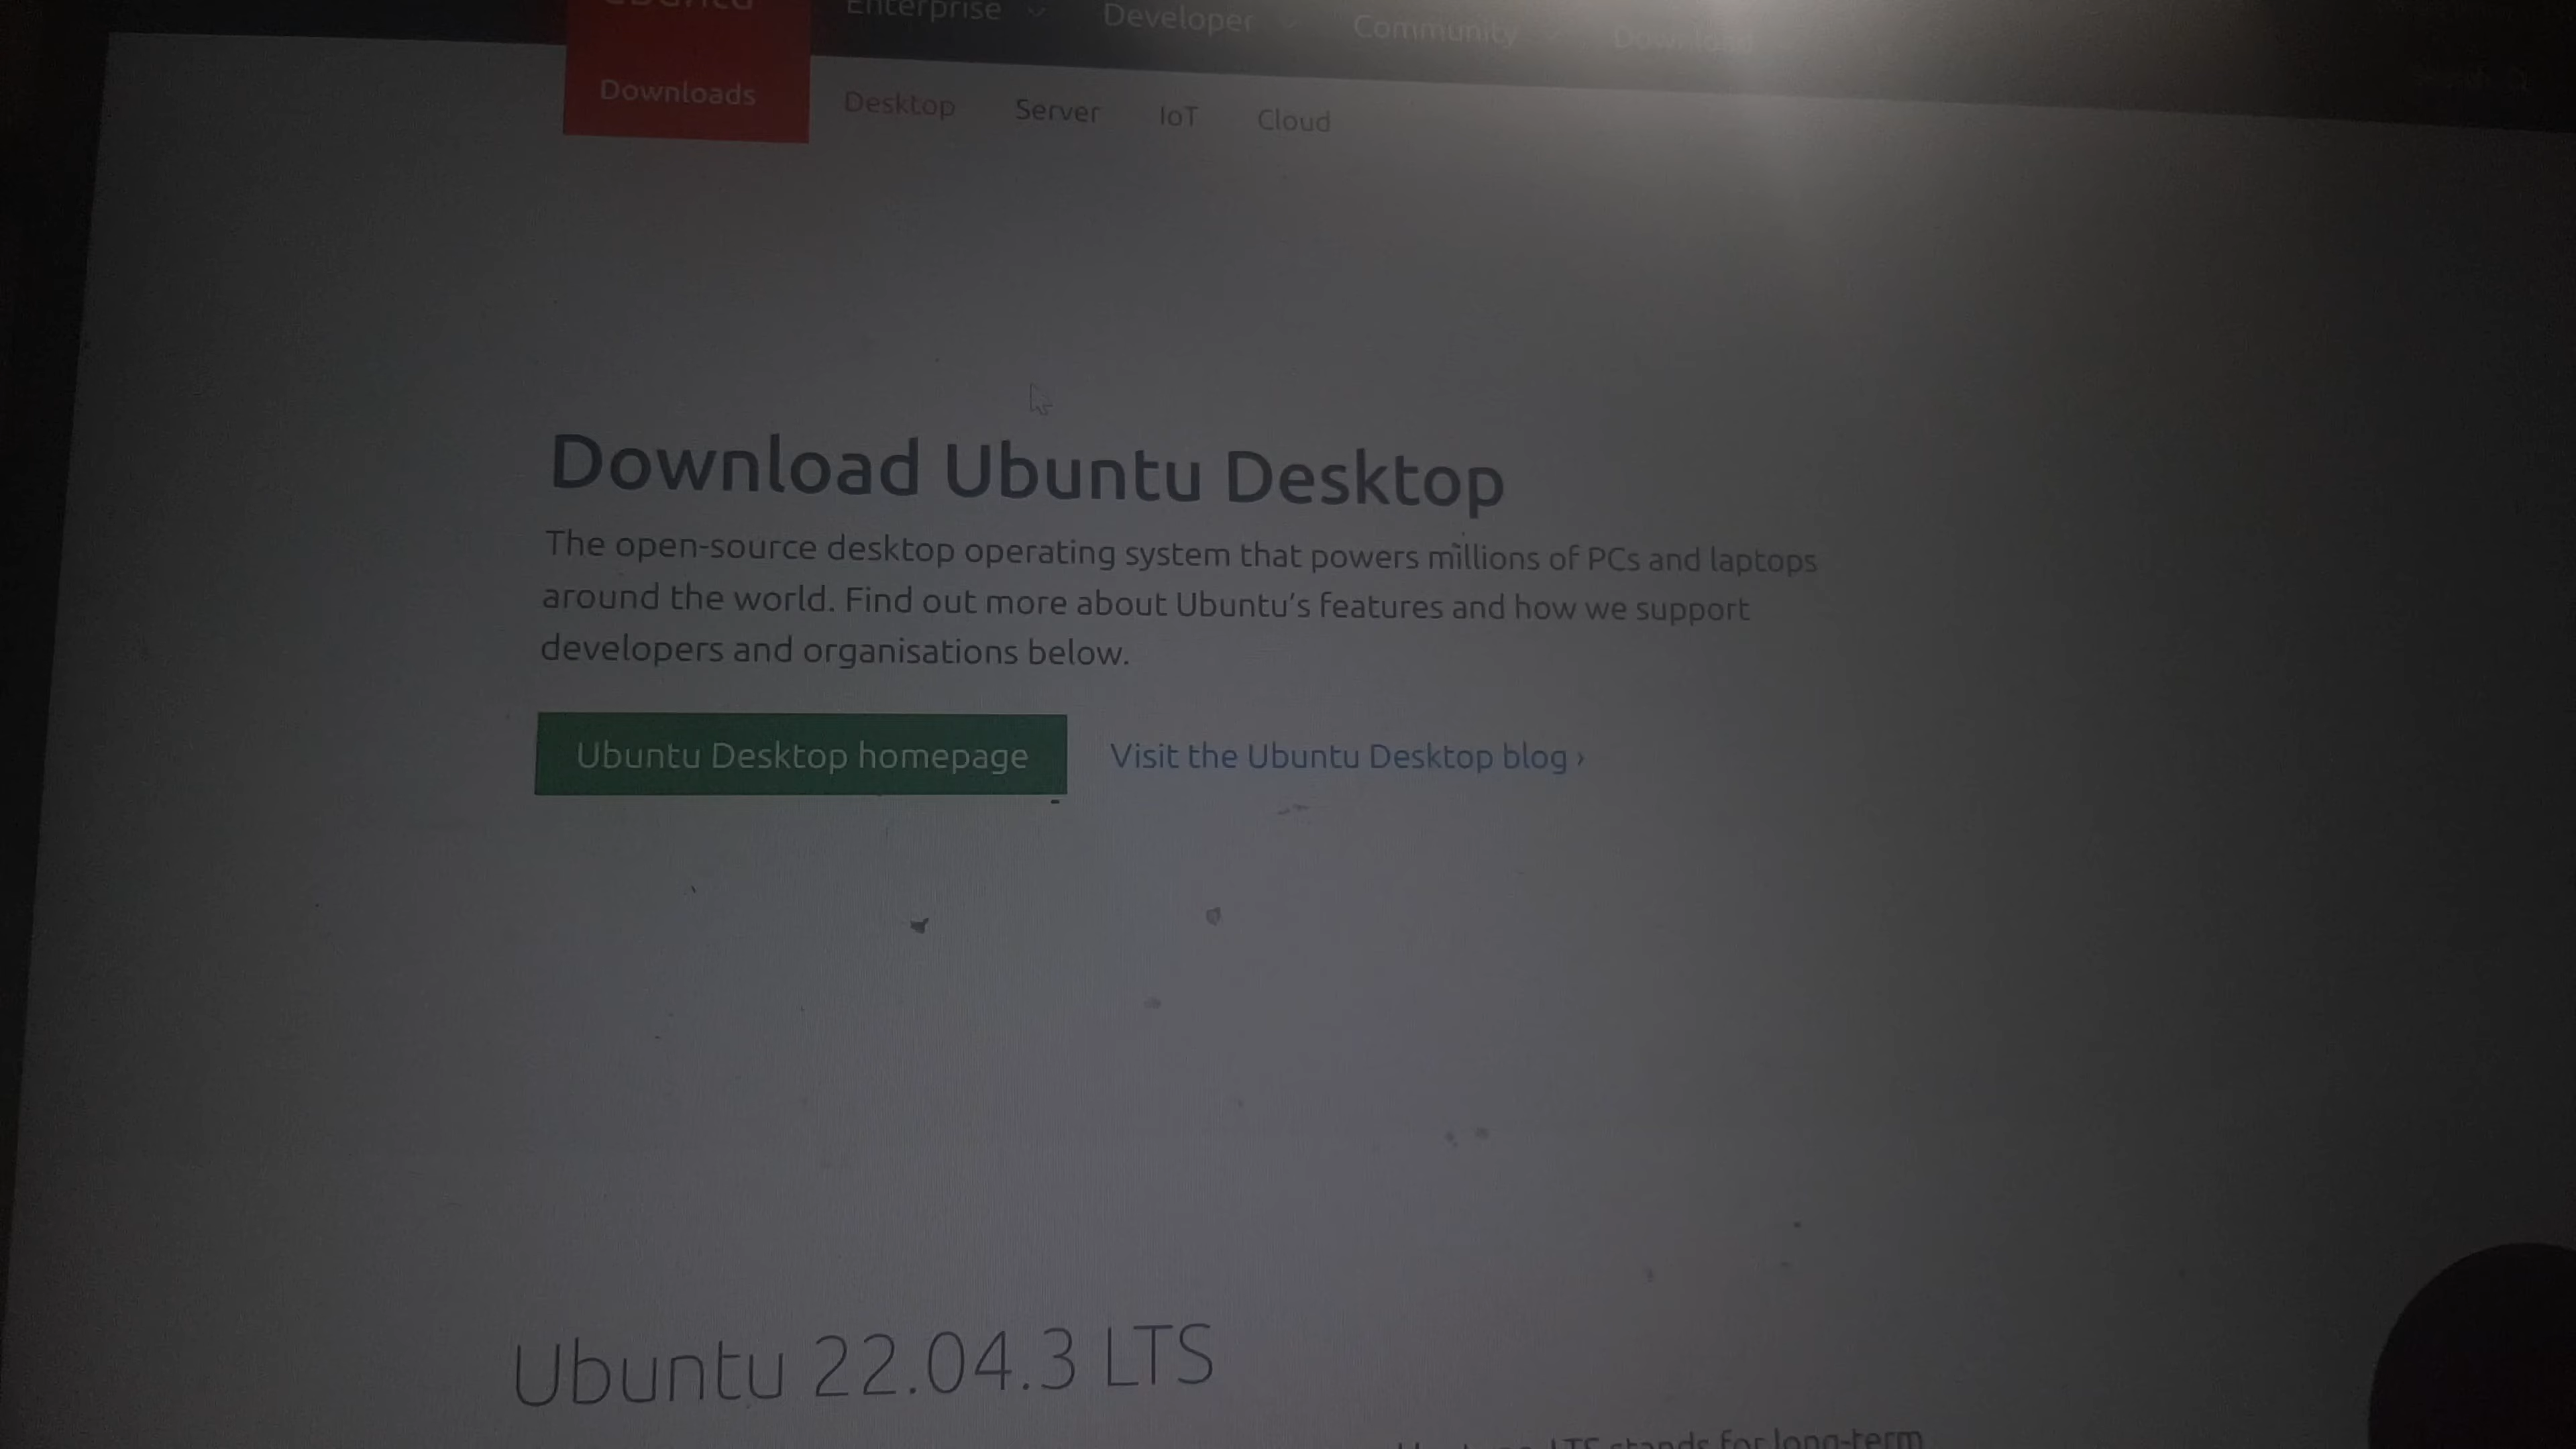 Enterprise
Developer
Community
Download
Downloads
Desktop
Server
IoT
Cloud
Download Ubuntu Desktop
The open-source desktop operating system that powers millions of PCs and laptops
around the world. Find out more about Ubuntu's features and how we support
developers and organisations below.
Ubuntu Desktop homepage
Visit the Ubuntu Desktop blog ›
Ubuntu 22.04.3 LTS
LTS stands for long-term